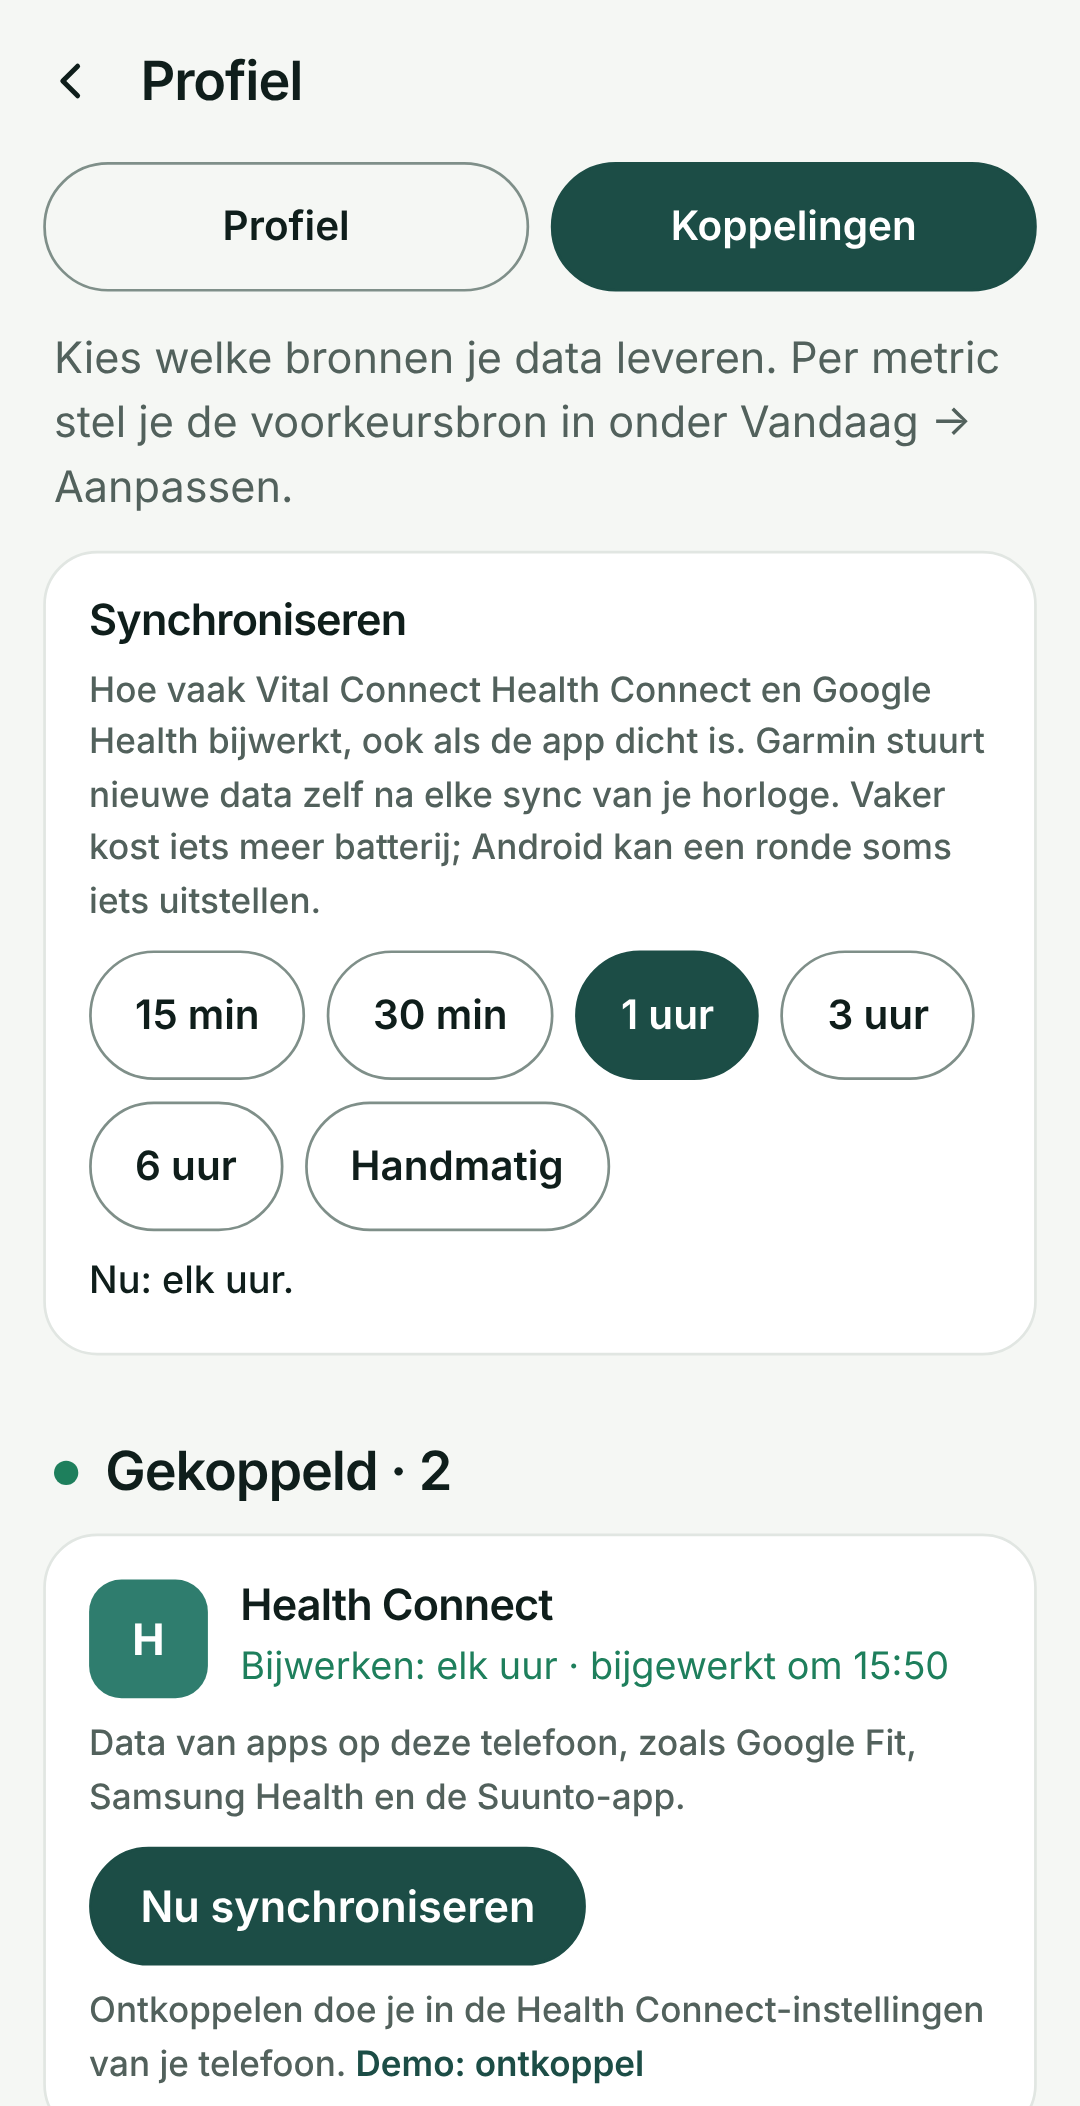 Profiel
Profiel
Koppelingen
Kies welke bronnen je data leveren. Per metric
stel je de voorkeursbron in onder Vandaag →
Aanpassen.
Synchroniseren
Hoe vaak Vital Connect Health Connect en Google
Health bijwerkt, ook als de app dicht is. Garmin stuurt
nieuwe data zelf na elke sync van je horloge. Vaker
kost iets meer batterij; Android kan een ronde soms
iets uitstellen.
15 min
30 min
1 uur
3 uur
6 uur
Handmatig
Nu: elk uur.
Gekoppeld · 2
H
Health Connect
Bijwerken: elk uur · bijgewerkt om 15:50
Data van apps op deze telefoon, zoals Google Fit,
Samsung Health en de Suunto-app.
Nu synchroniseren
Ontkoppelen doe je in de Health Connect-instellingen
van je telefoon. Demo: ontkoppel